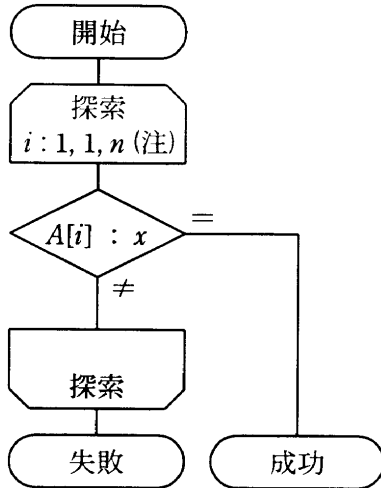 開始
探索
i : 1, 1, n (注)
A[i] : x
=
≠
探索
失敗
成功